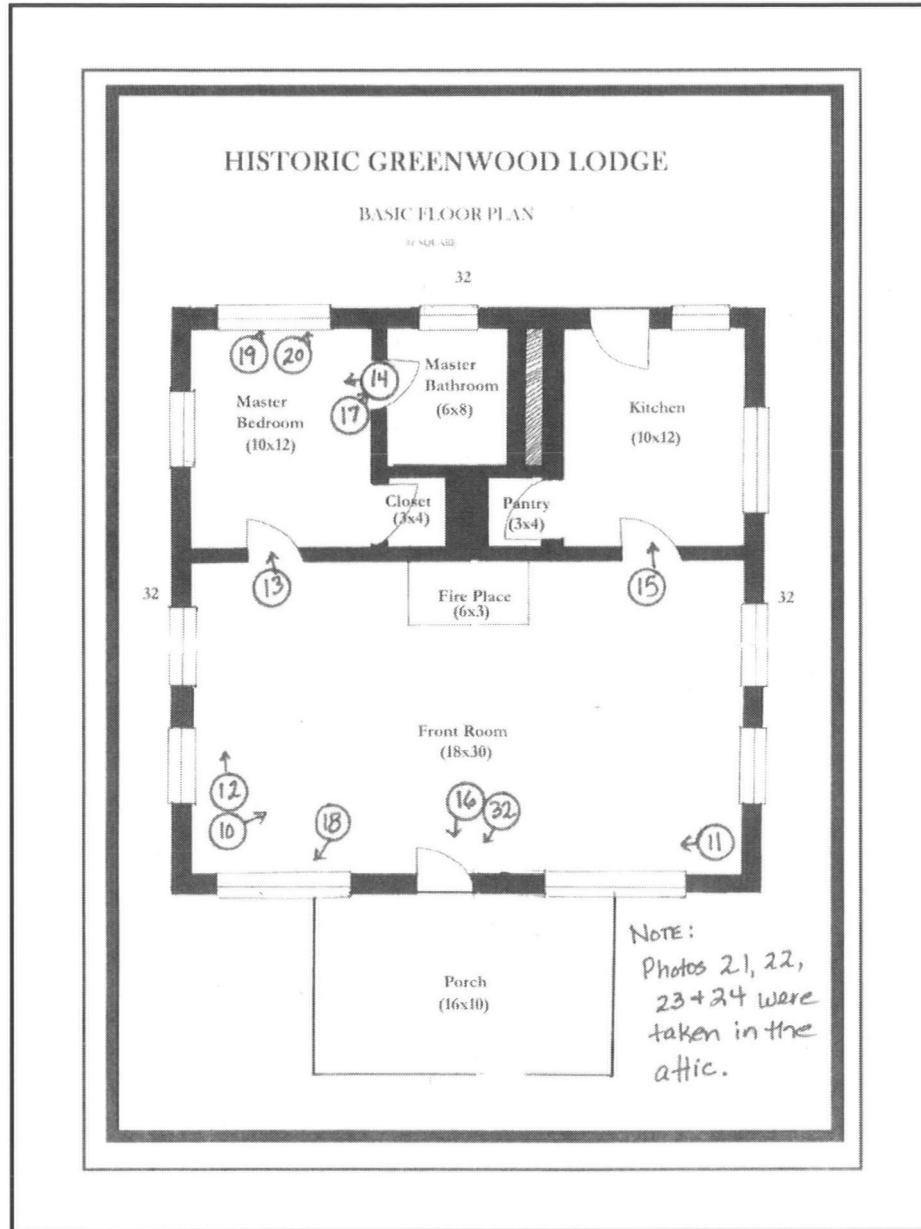 HISTORIC GREENWOOD LODGE
BASIC FLOOR PLAN
32 SQUARE
32
19
20
14
17
Master
Bedroom
(10x12)
Master
Bathroom
(6x8)
Kitchen
(10x12)
Closet
(3x4)
Pantry
(3x4)
32
13
Fire Place
(6x3)
15
32
Front Room
(18x30)
12
10
18
16
32
11
Porch
(16x10)
NOTE:
Photos 21, 22,
23 + 24 were
taken in the
attic.